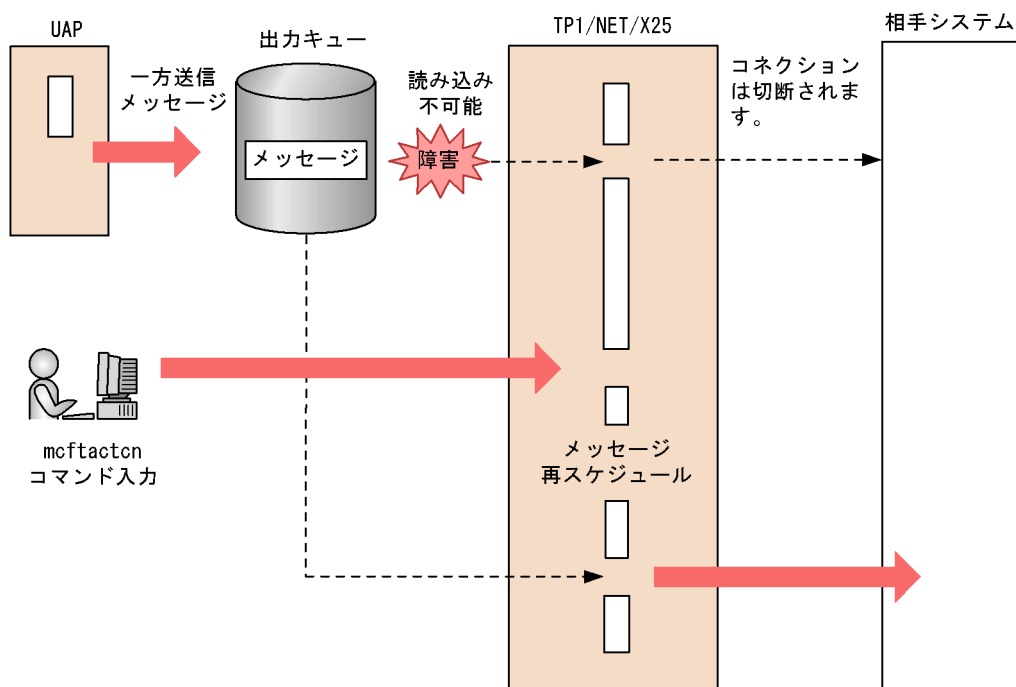 UAP
出力キュー
TP1/NET/X25
相手システム
一方送信
メッセージ
読み込み
不可能
コネクション
は切断されま
す。
メッセージ
障害
mcftactcn
コマンド入力
メッセージ
再スケジュール